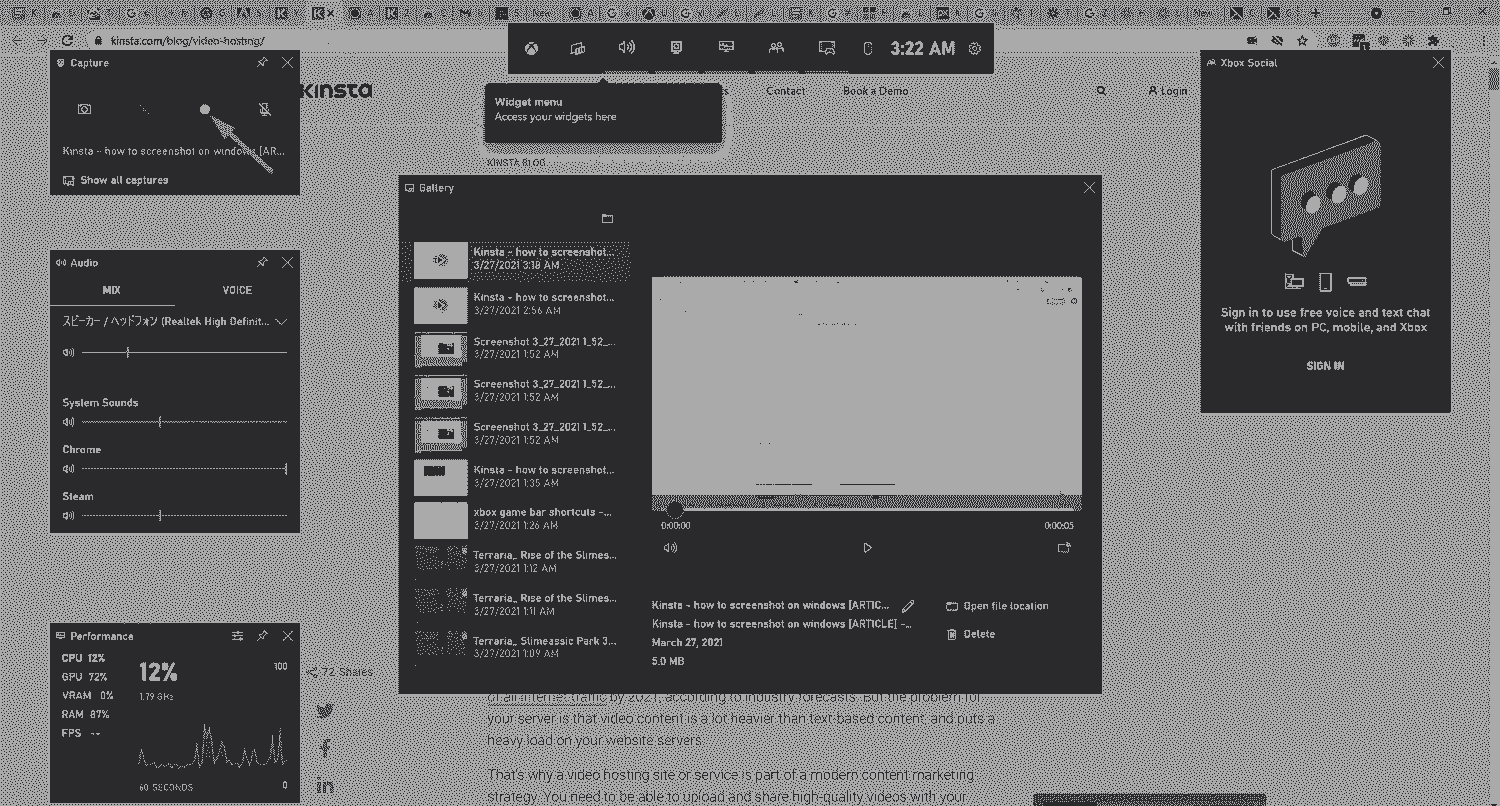 kinsta.com/blog/video-hosting/
3:22 AM
Capture
Kinsta - how to screenshot on windows [AR...
Show all captures
Kinsta
Contact
Book a Demo
Login
Widget menu
Access your widgets here
KINSTA BLOG
Xbox Social
Sign in to use free voice and text chat
with friends on PC, mobile, and Xbox
SIGN IN
Audio
MIX
VOICE
スピーカー / ヘッドフォン (Realtek High Definit...
System Sounds
Chrome
Steam
Gallery
Kinsta - how to screenshot...
3/27/2021 3:18 AM
Kinsta - how to screenshot...
3/27/2021 2:56 AM
Screenshot 3_27_2021 1_52_...
3/27/2021 1:52 AM
Screenshot 3_27_2021 1_52_...
3/27/2021 1:52 AM
Screenshot 3_27_2021 1_52_...
3/27/2021 1:52 AM
Kinsta - how to screenshot...
3/27/2021 1:35 AM
xbox game bar shortcuts -...
3/27/2021 1:26 AM
Terraria_ Rise of the Slimes...
3/27/2021 1:12 AM
Terraria_ Rise of the Slimes...
3/27/2021 1:11 AM
Terraria_ Slimeassic Park 3...
3/27/2021 1:09 AM
0:00:00
0:00:05
Kinsta - how to screenshot on windows [ARTIC...
Kinsta - how to screenshot on windows [ARTICLE] -...
March 27, 2021
5.0 MB
Open file location
Delete
Performance
CPU 12%
GPU 72%
VRAM 0%
RAM 87%
FPS --
12%
1.79 GHz
100
0
60 SECONDS
72 Shares
of all internet traffic by 2021, according to industry forecasts. But the problem for
your server is that video content is a lot heavier than text-based content, and puts a
heavy load on your website servers.
That's why a video hosting site or service is part of a modern content marketing
strategy. You need to be able to upload and share high-quality videos with your